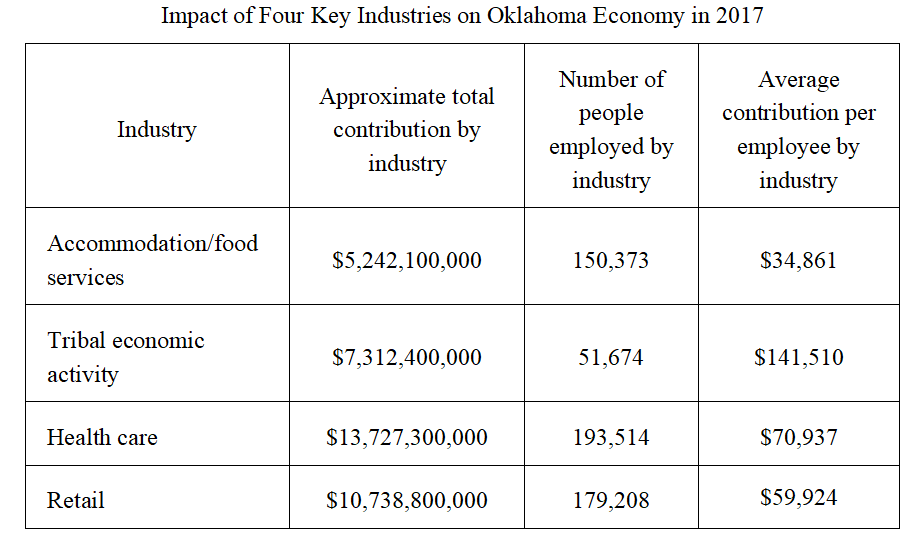 Impact of Four Key Industries on Oklahoma Economy in 2017
Industry
Approximate total
contribution by
industry
Number of
people
employed by
industry
Average
contribution per
employee by
industry
Accommodation/food
services
$5,242,100,000
150,373
$34,861
Tribal economic
activity
$7,312,400,000
51,674
$141,510
Health care
$13,727,300,000
193,514
$70,937
Retail
$10,738,800,000
179,208
$59,924